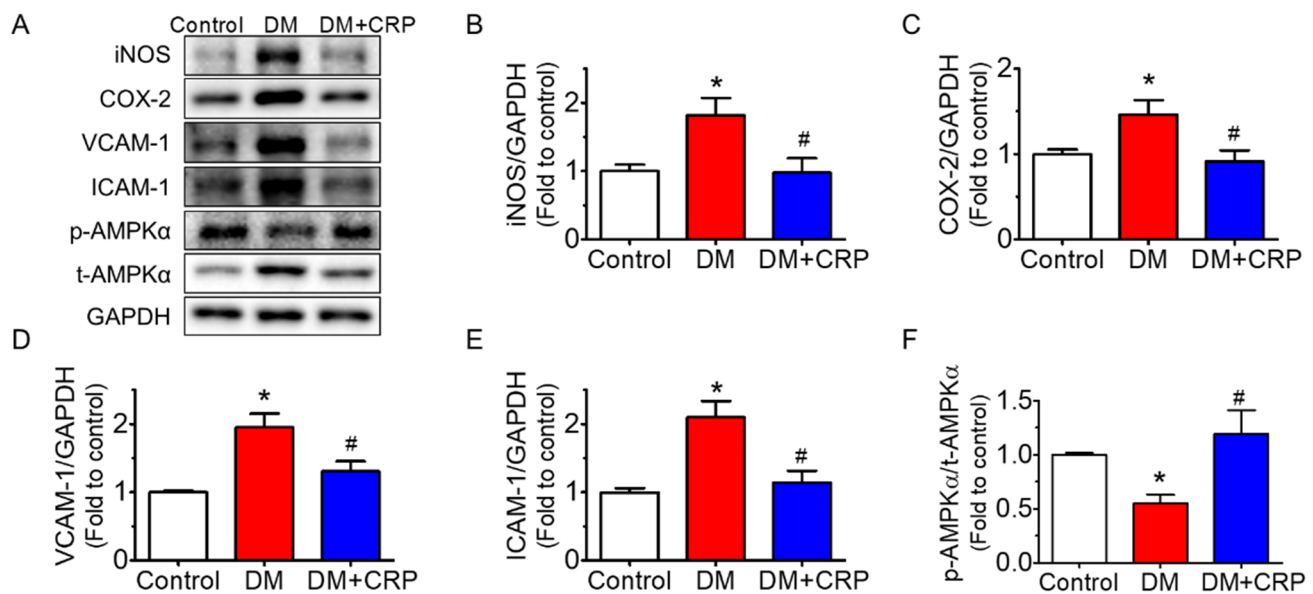 A
Control DM DM+CRP
iNOS
COX-2
VCAM-1
ICAM-1
p-AMPKα
t-AMPKα
GAPDH
B
iNOS/GAPDH
(Fold to control)
2
1
0
*
#
Control DM DM+CRP
C
COX-2/GAPDH
(Fold to control)
2
1
0
*
#
Control DM DM+CRP
D
VCAM-1/GAPDH
(Fold to control)
2
1
0
*
#
Control DM DM+CRP
E
ICAM-1/GAPDH
(Fold to control)
2
1
0
*
#
Control DM DM+CRP
F
p-AMPKα/t-AMPKα
(Fold to control)
1.5
1.0
0.5
0.0
*
#
Control DM DM+CRP